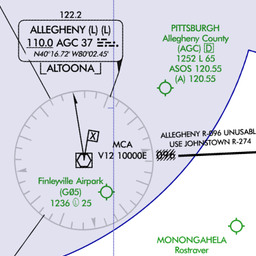 122.2
ALLEGHENY (L) (L)
110.0 AGC 37
N40°16.72' W80°02.45'
ALTOONA
PITTSBURGH
Allegheny County
(AGC) D
1252 L 65
ASOS 120.55
(A) 120.55
X
MCA
V12 10000E
ALLEGHENY R-096 UNUSABL
USE JOHNSTOWN R-274
Finleyville Airpark
(G05)
1236 L 25
MONONGAHELA
Rostraver